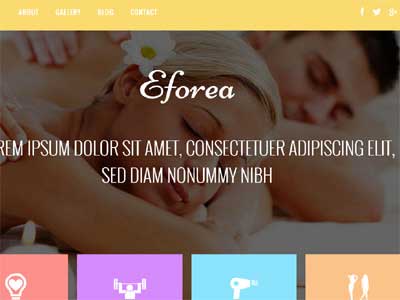 ABOUT GALLERY BLOG CONTACT
Eforea
REM IPSUM DOLOR SIT AMET, CONSECTETUER ADIPISCING ELIT,
SED DIAM NONUMMY NIBH